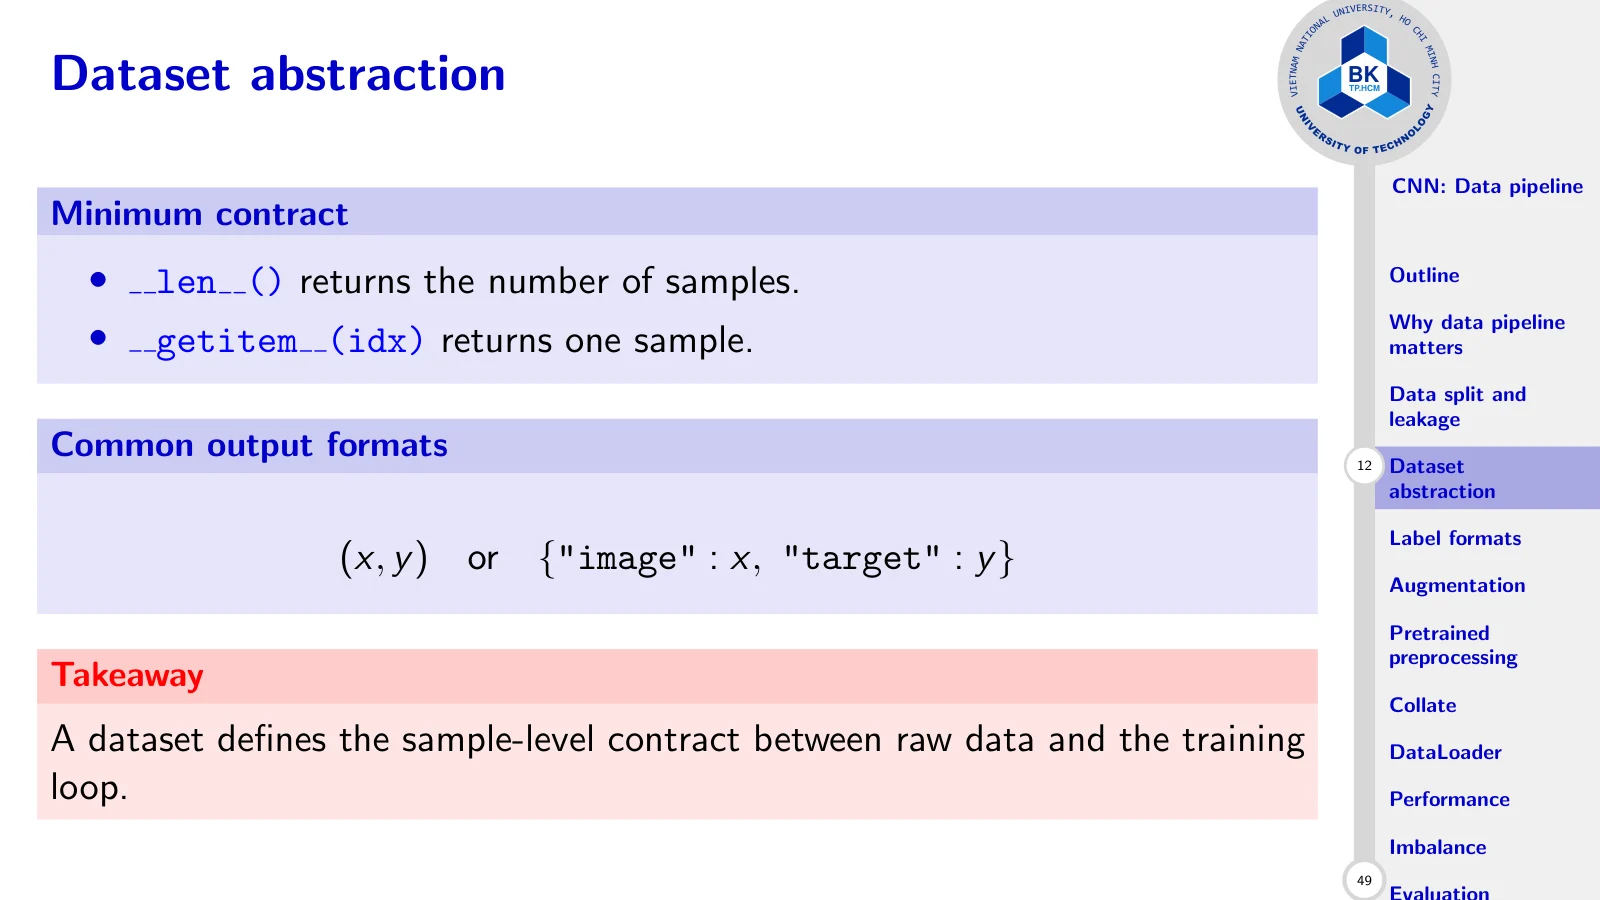 Dataset abstraction
Minimum contract
• __len__() returns the number of samples.
• __getitem__(idx) returns one sample.
Common output formats
(x, y) or {"image" : x, "target" : y}
Takeaway
A dataset defines the sample-level contract between raw data and the training
loop.
VIETNAM NATIONAL UNIVERSITY, HO CHI MINH CITY
BK
TP.HCM
UNIVERSITY OF TECHNOLOGY
CNN: Data pipeline
Outline
Why data pipeline
matters
Data split and
leakage
12
Dataset
abstraction
Label formats
Augmentation
Pretrained
preprocessing
Collate
DataLoader
Performance
Imbalance
49
Evaluation